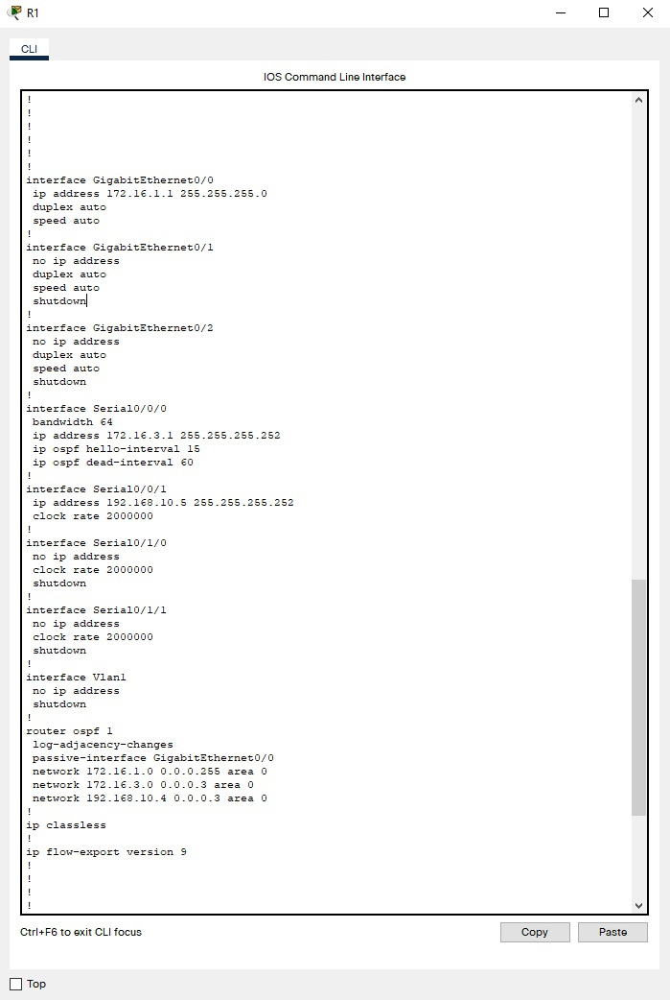 R1
CLI
IOS Command Line Interface
!
!
!
!
!
!
interface GigabitEthernet0/0
 ip address 172.16.1.1 255.255.255.0
 duplex auto
 speed auto
!
interface GigabitEthernet0/1
 no ip address
 duplex auto
 speed auto
 shutdown
!
interface GigabitEthernet0/2
 no ip address
 duplex auto
 speed auto
 shutdown
!
interface Serial0/0/0
 bandwidth 64
 ip address 172.16.3.1 255.255.255.252
 ip ospf hello-interval 15
 ip ospf dead-interval 60
!
interface Serial0/0/1
 ip address 192.168.10.5 255.255.255.252
 clock rate 2000000
!
interface Serial0/1/0
 no ip address
 clock rate 2000000
 shutdown
!
interface Serial0/1/1
 no ip address
 clock rate 2000000
 shutdown
!
interface Vlan1
 no ip address
 shutdown
!
router ospf 1
 log-adjacency-changes
 passive-interface GigabitEthernet0/0
 network 172.16.1.0 0.0.0.255 area 0
 network 172.16.3.0 0.0.0.3 area 0
 network 192.168.10.4 0.0.0.3 area 0
!
ip classless
!
ip flow-export version 9
!
!
!
!
Ctrl+F6 to exit CLI focus
Copy
Paste
Top